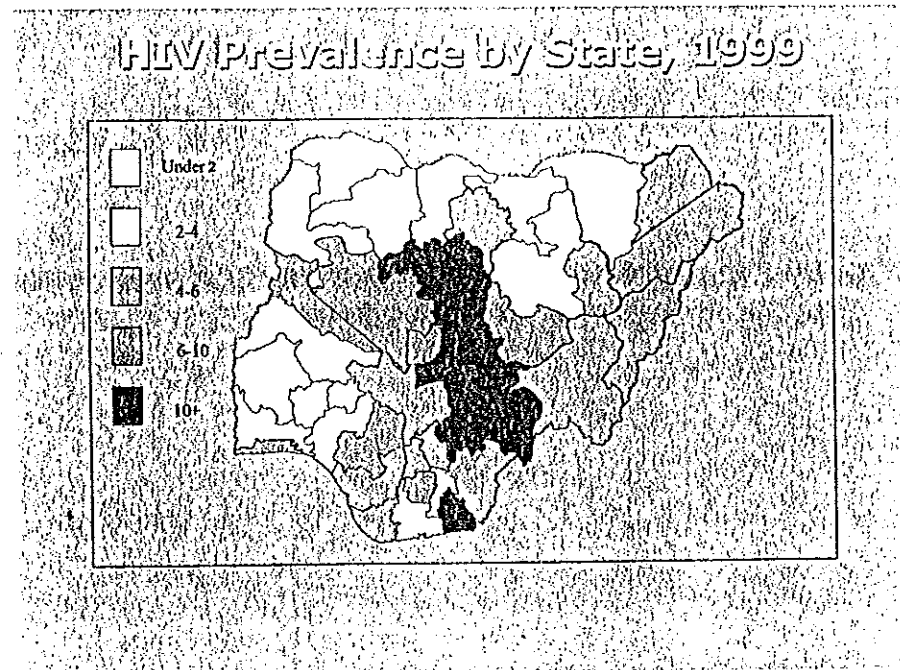 HIV Prevalence by State, 1999
Under 2
2-4
4-6
6-10
10+